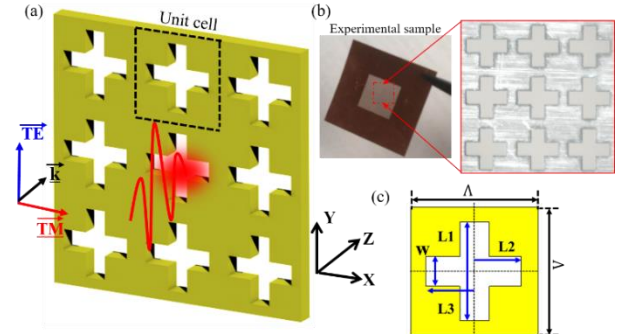 (a)
Unit cell
TE
k
TM
Y
Z
X
(b)
Experimental sample
(c)
Λ
L1
W
L2
L3
Λ